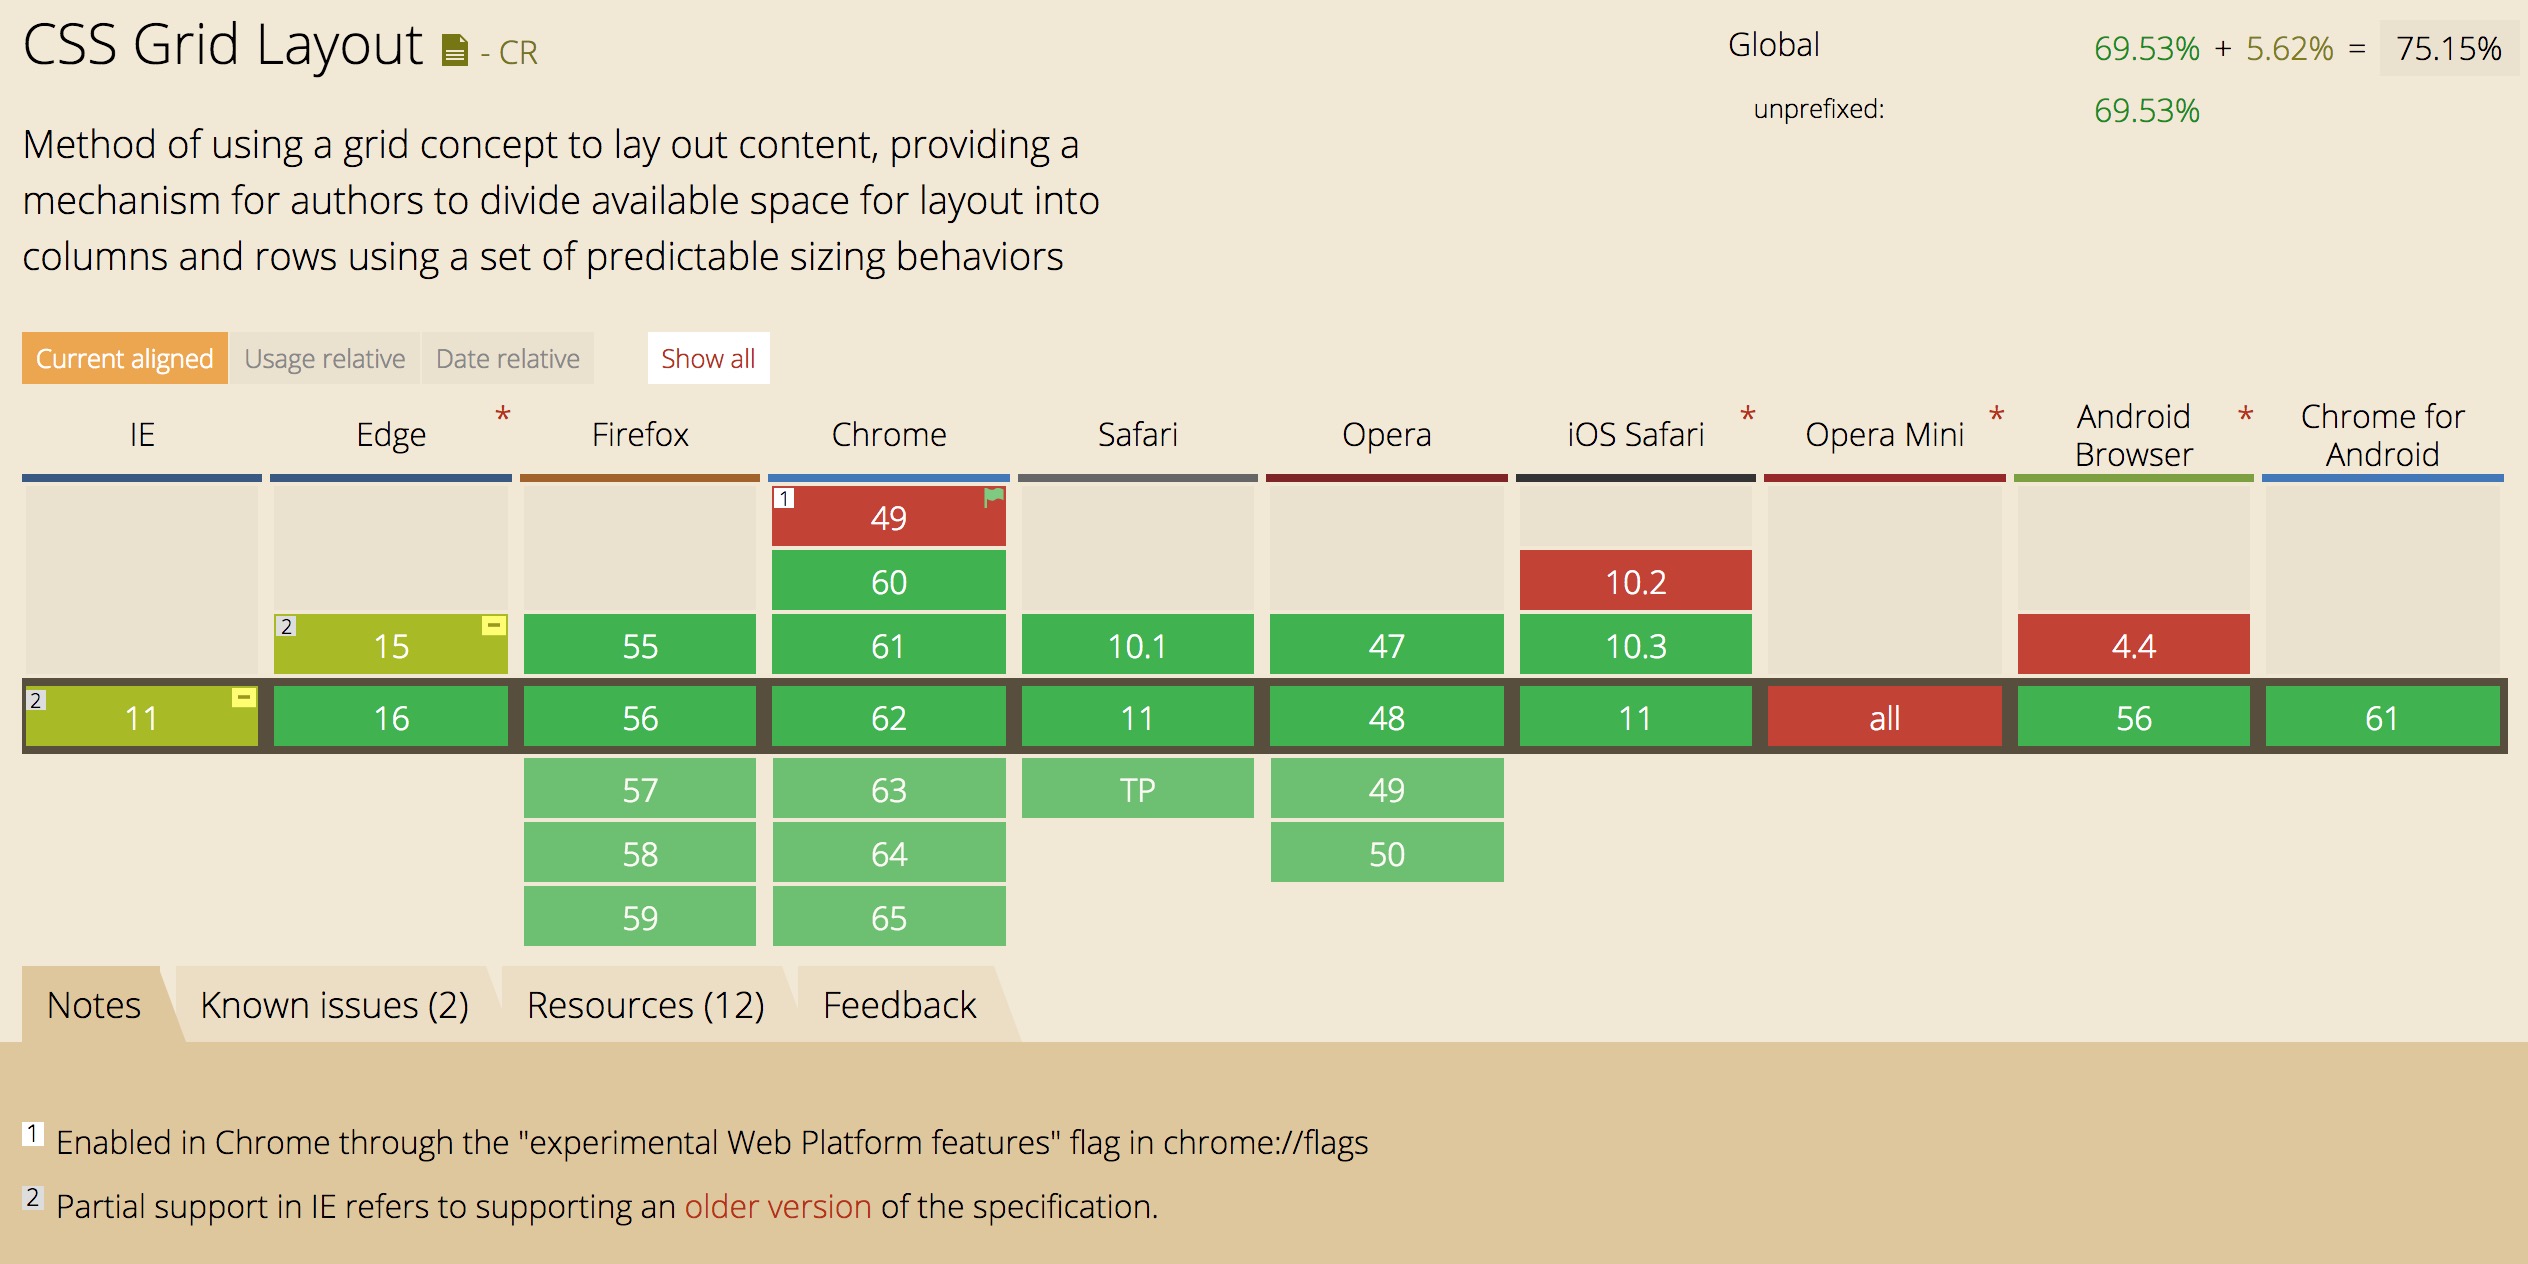 CSS Grid Layout - CR
Global 69.53% + 5.62% = 75.15%
unprefixed: 69.53%
Method of using a grid concept to lay out content, providing a
mechanism for authors to divide available space for layout into
columns and rows using a set of predictable sizing behaviors
Current aligned Usage relative Date relative Show all
IE Edge * Firefox Chrome Safari Opera iOS Safari * Opera Mini * Android Browser * Chrome for Android
1 49
60 10.2
2 15 - 55 61 10.1 47 10.3 4.4
2 11 - 16 56 62 11 48 11 all 56 61
57 63 TP 49
58 64 50
59 65
Notes Known issues (2) Resources (12) Feedback
1 Enabled in Chrome through the "experimental Web Platform features" flag in chrome://flags
2 Partial support in IE refers to supporting an older version of the specification.